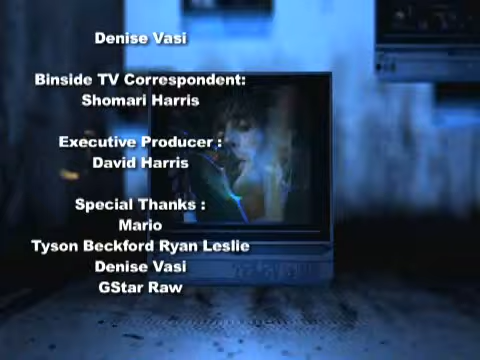 Denise Vasi
Binside TV Correspondent:
Shomari Harris
Executive Producer :
David Harris
Special Thanks :
Mario
Tyson Beckford Ryan Leslie
Denise Vasi
GStar Raw